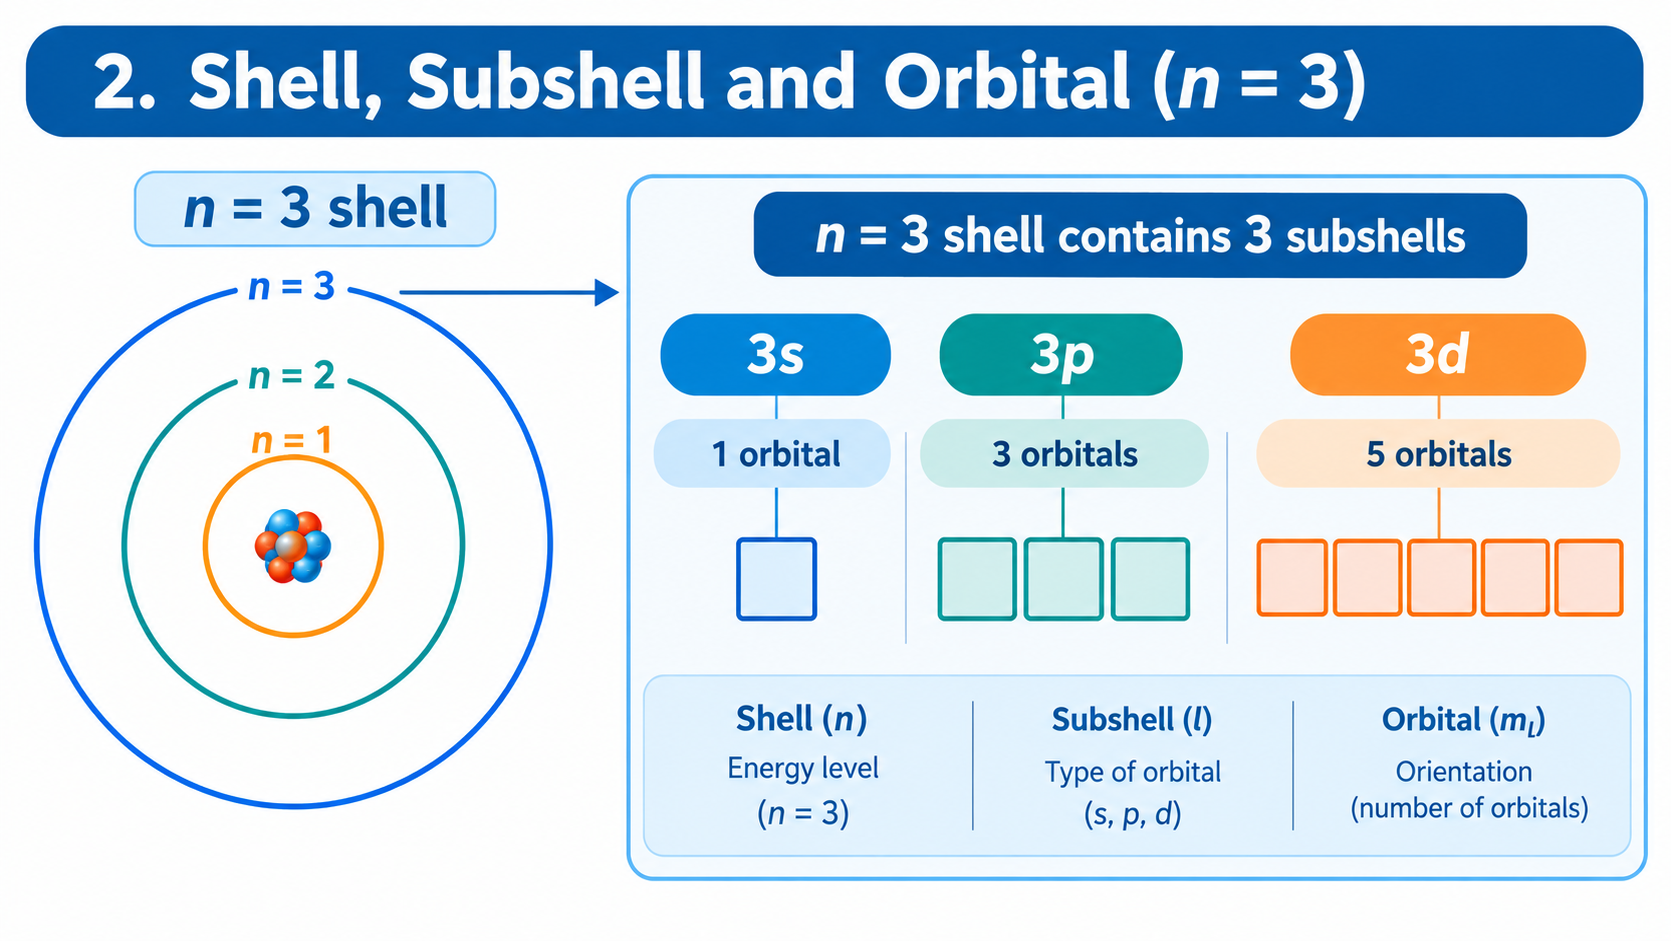 2. Shell, Subshell and Orbital (n = 3)
n = 3 shell
n = 3
n = 2
n = 1
n = 3 shell contains 3 subshells
3s
3p
3d
1 orbital
3 orbitals
5 orbitals
Shell (n)
Energy level
(n = 3)
Subshell (l)
Type of orbital
(s, p, d)
Orbital (mₗ)
Orientation
(number of orbitals)